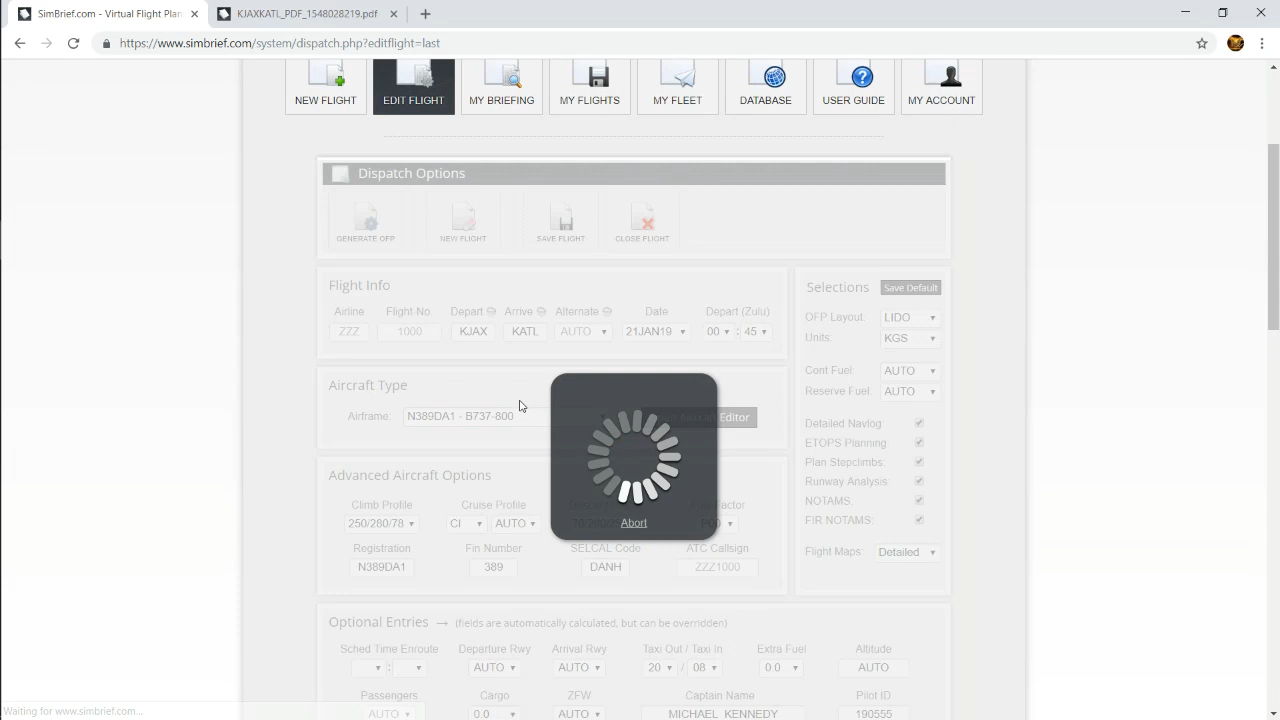 SimBrief.com - Virtual Flight Plan
KJAXKATL_PDF_1548028219.pdf
https://www.simbrief.com/system/dispatch.php?editflight=last
NEW FLIGHT
EDIT FLIGHT
MY BRIEFING
MY FLIGHTS
MY FLEET
DATABASE
USER GUIDE
MY ACCOUNT
Dispatch Options
GENERATE OFP
NEW FLIGHT
SAVE FLIGHT
CLOSE FLIGHT
Flight Info
Airline Flight No Depart Arrive Alternate Date Depart (Zulu)
ZZZ 1000 KJAX KATL AUTO 21JAN19 00 : 45
Aircraft Type
Airframe: N389DA1 - B737-800 Editor
Advanced Aircraft Options
Climb Profile Cruise Profile Factor
250/280/78 CI AUTO
Registration Fin Number SELCAL Code ATC Callsign
N389DA1 389 DANH ZZZ1000
Abort
Selections Save Default
OFP Layout: LIDO
Units: KGS
Cont Fuel: AUTO
Reserve Fuel: AUTO
Detailed Navlog:
ETOPS Planning:
Plan Stepclimbs:
Runway Analysis:
NOTAMS:
FIR NOTAMS:
Flight Maps: Detailed
Optional Entries → (fields are automatically calculated, but can be overridden)
Sched Time Enroute Departure Rwy Arrival Rwy Taxi Out / Taxi In Extra Fuel Altitude
: AUTO AUTO 20 / 08 0.0 AUTO
Passengers Cargo ZFW Captain Name Pilot ID
AUTO 0.0 AUTO MICHAEL KENNEDY 190555
Waiting for www.simbrief.com...